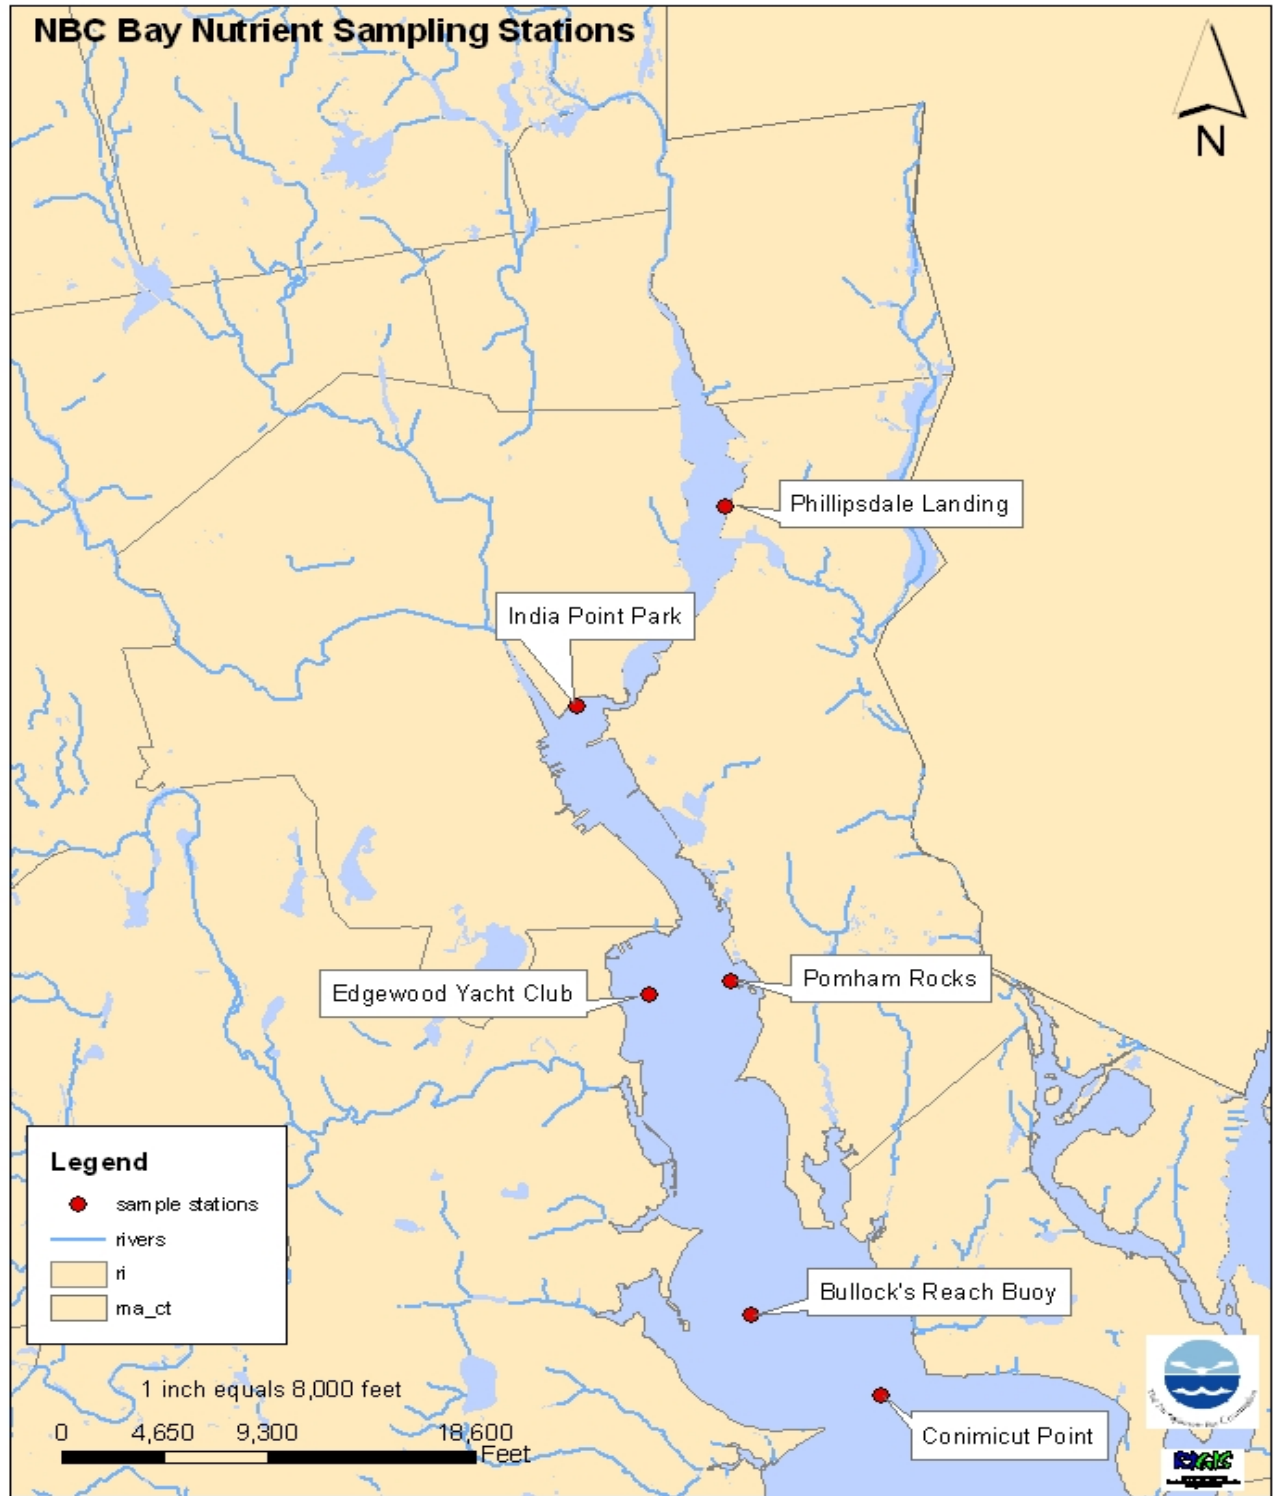 NBC Bay Nutrient Sampling Stations
N
Phillipsdale Landing
India Point Park
Pomham Rocks
Edgewood Yacht Club
Legend
sample stations
rivers
ri
ma_ct
Bullock's Reach Buoy
1 inch equals 8,000 feet
0 4,650 9,300 18,600
Feet
Conimicut Point
RIGIS